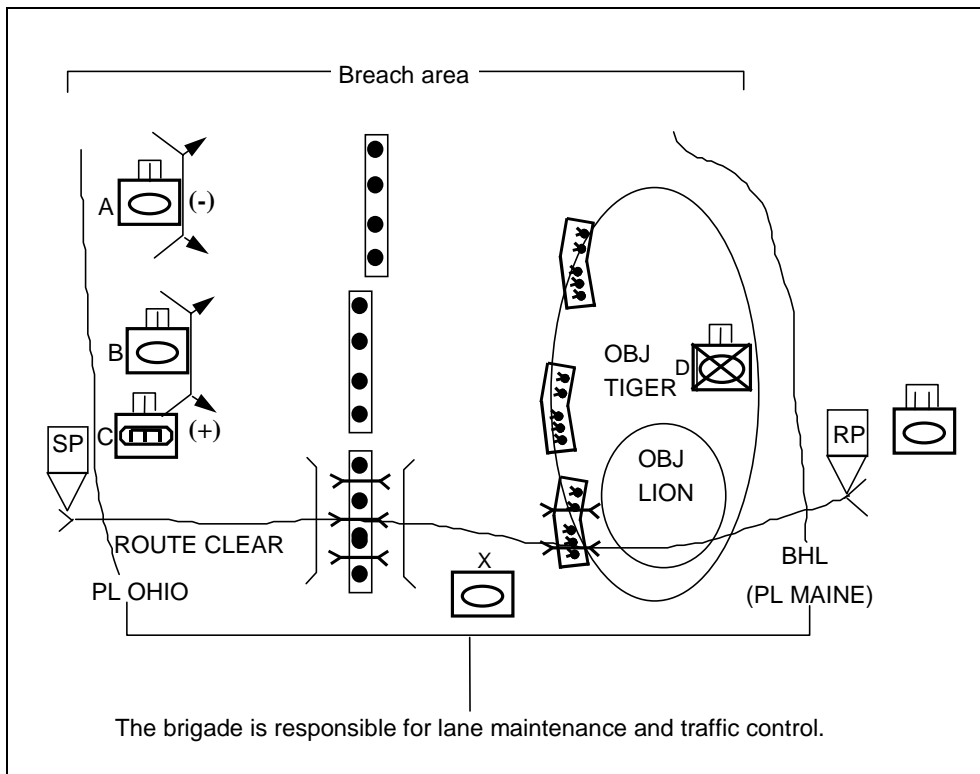 Breach area
A
(-)
B
C
(+)
SP
OBJ
TIGER
D
OBJ
LION
RP
ROUTE CLEAR
PL OHIO
X
BHL
(PL MAINE)
The brigade is responsible for lane maintenance and traffic control.